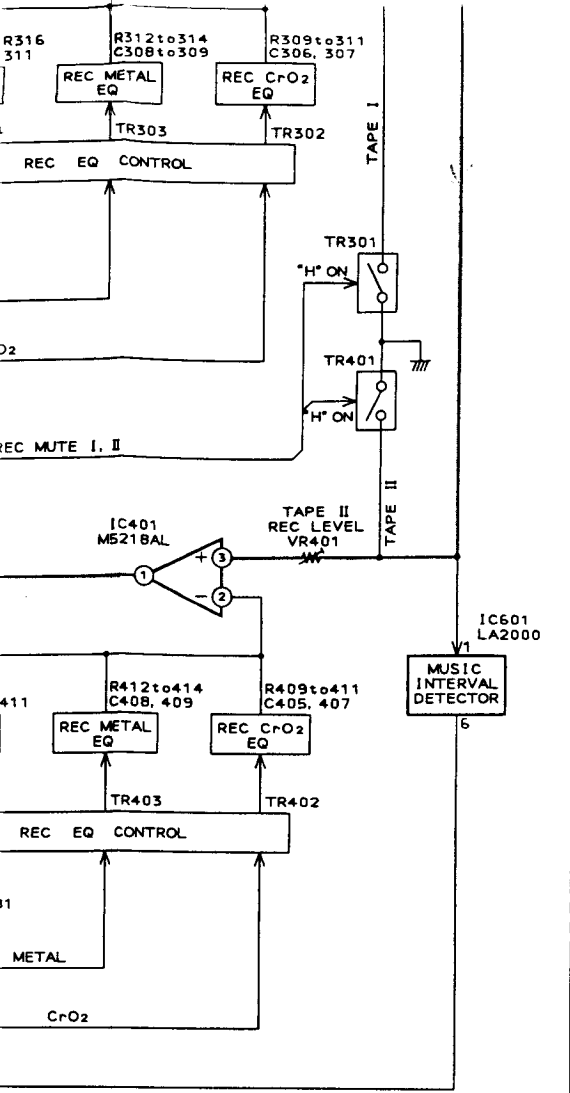 R316
311
R312to314
C308to309
R309to311
C306, 307
REC METAL
EQ
REC CrO2
EQ
TR303
TR302
REC EQ CONTROL
TAPE I
TR301
"H" ON
O2
TR401
"H" ON
REC MUTE I, II
TAPE II
IC401
M5218AL
TAPE II
REC LEVEL
VR401
+
3
1
−
2
IC601
LA2000
1
MUSIC
INTERVAL
DETECTOR
6
411
R412to414
C408, 409
R409to411
C405, 407
REC METAL
EQ
REC CrO2
EQ
TR403
TR402
REC EQ CONTROL
31
METAL
CrO2